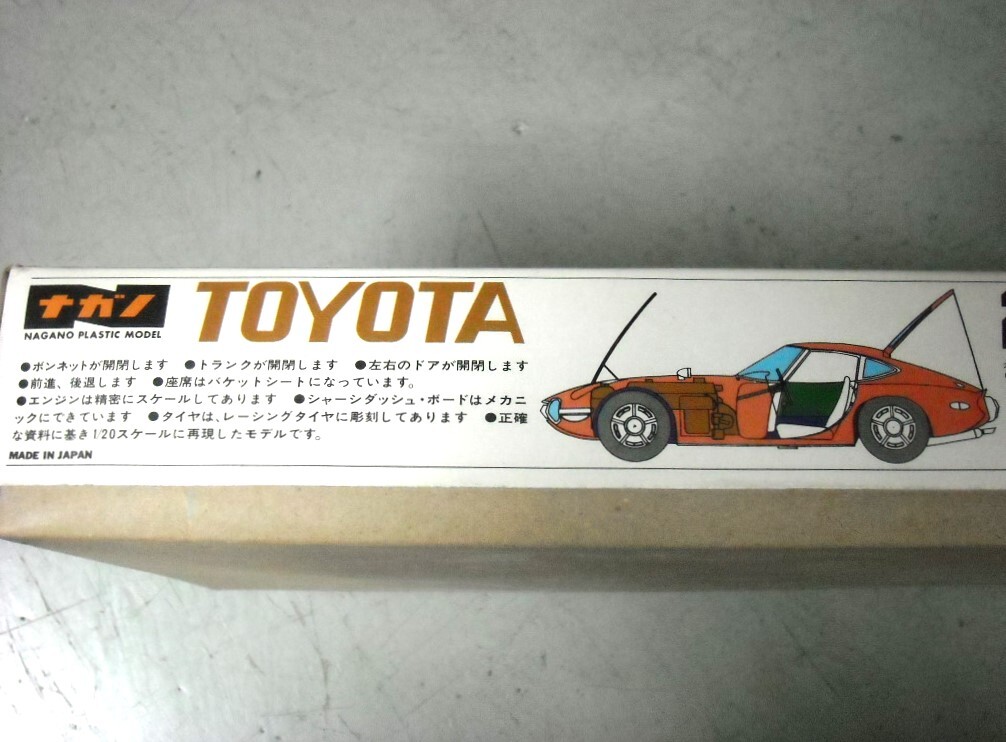 ナガノ
NAGANO PLASTIC MODEL
TOYOTA
●ボンネットが開閉します ●トランクが開閉します ●左右のドアが開閉します
●前進、後退します ●座席はバケットシートになっています。
●エンジンは精密にスケールしてあります ●シャーシダッシュ・ボードはメカニ
ックにできています ●タイヤは、レーシングタイヤに彫刻してあります ●正確
な資料に基き1/20スケールに再現したモデルです。
MADE IN JAPAN